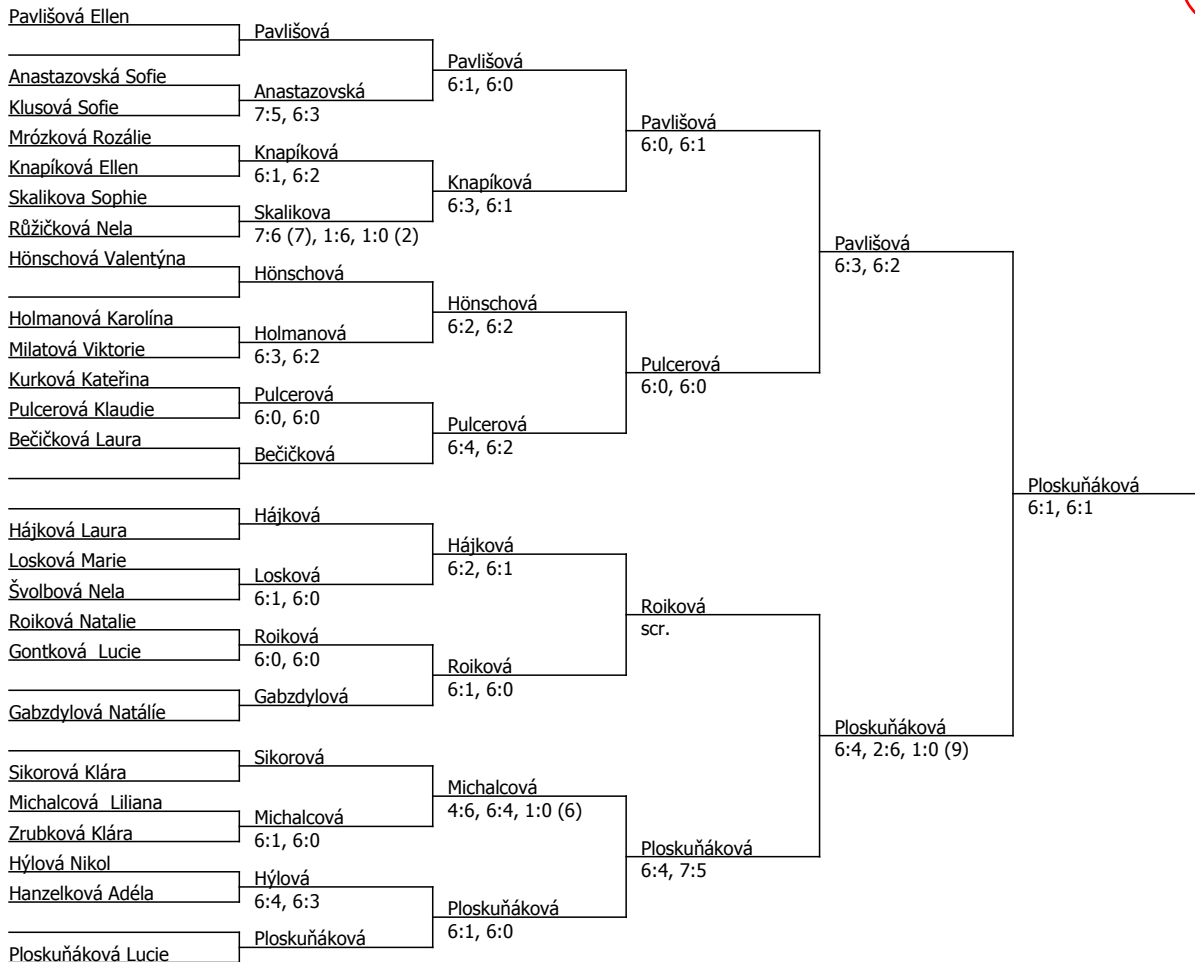 Pavlišová Ellen
Anastazovská Sofie
Klusová Sofie
Mrózková Rozálie
Knapíková Ellen
Skalikova Sophie
Růžičková Nela
Hönschová Valentýna
Holmanová Karolína
Milatová Viktorie
Kurková Kateřina
Pulcerová Klaudie
Bečičková Laura
Hájková Laura
Losková Marie
Švolbová Nela
Roiková Natalie
Gontková  Lucie
Gabzdylová Natálíe
Sikorová Klára
Michalcová  Liliana
Zrubková Klára
Hýlová Nikol
Hanzelková Adéla
Ploskuňáková Lucie
Pavlišová
Anastazovská
7:5, 6:3
Knapíková
6:1, 6:2
Skalikova
7:6 (7), 1:6, 1:0 (2)
Hönschová
Holmanová
6:3, 6:2
Pulcerová
6:0, 6:0
Bečičková
Hájková
Losková
6:1, 6:0
Roiková
6:0, 6:0
Gabzdylová
Sikorová
Michalcová
6:1, 6:0
Hýlová
6:4, 6:3
Ploskuňáková
Pavlišová
6:1, 6:0
Knapíková
6:3, 6:1
Hönschová
6:2, 6:2
Pulcerová
6:4, 6:2
Hájková
6:2, 6:1
Roiková
6:1, 6:0
Michalcová
4:6, 6:4, 1:0 (6)
Ploskuňáková
6:1, 6:0
Pavlišová
6:0, 6:1
Pulcerová
6:0, 6:0
Roiková
scr.
Ploskuňáková
6:4, 7:5
Pavlišová
6:3, 6:2
Ploskuňáková
6:4, 2:6, 1:0 (9)
Ploskuňáková
6:1, 6:1